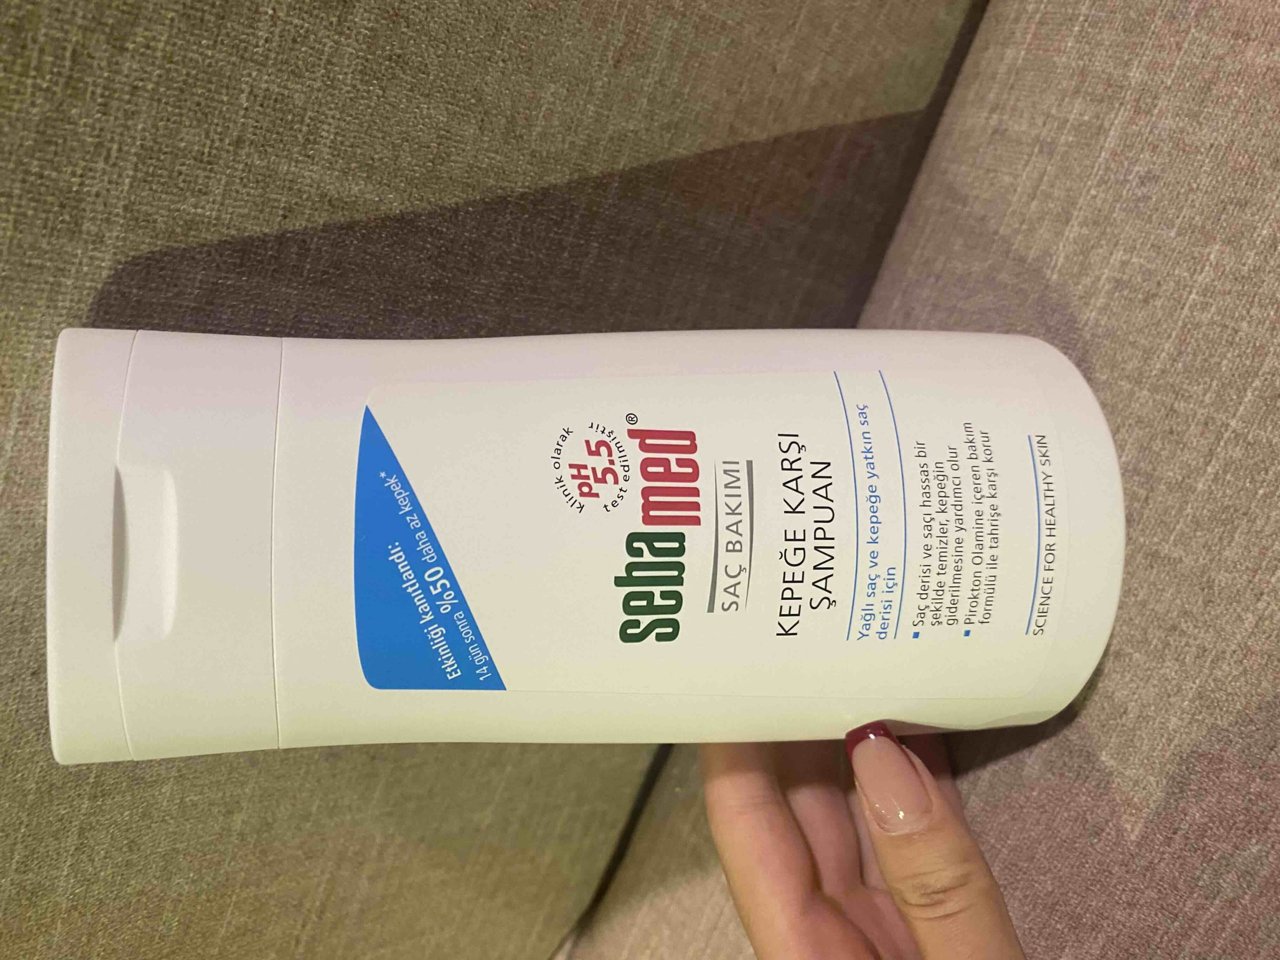 Etkinliği kanıtlandı:
14 gün sonra %50 daha az kepek*
klinik olarak
pH
5.5
test edilmiştir
sebamed®
SAÇ BAKIMI
KEPEĞE KARŞI
ŞAMPUAN
Yağlı saç ve kepeğe yatkın saç
derisi için
▪ Saç derisi ve saçı hassas bir
şekilde temizler, kepeğin
giderilmesine yardımcı olur
▪ Pirokton Olamine içeren bakım
formülü ile tahrişe karşı korur
SCIENCE FOR HEALTHY SKIN